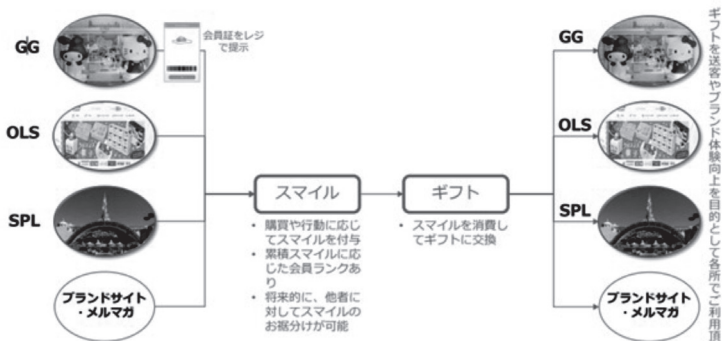 GG
会員証をレジ
で提示
OLS
SPL
ブランドサイト
・メルマガ
スマイル
• 購買や行動に応じ
てスマイルを付与
• 累積スマイルに応
じた会員ランクあ
り
• 将来的に、他者に
対してスマイルの
お裾分けが可能
ギフト
• スマイルを消費し
てギフトに交換
GG
OLS
SPL
ブランドサイト
・メルマガ
ギフトを送客やブランド体験向上を目的として各所でご利用頂